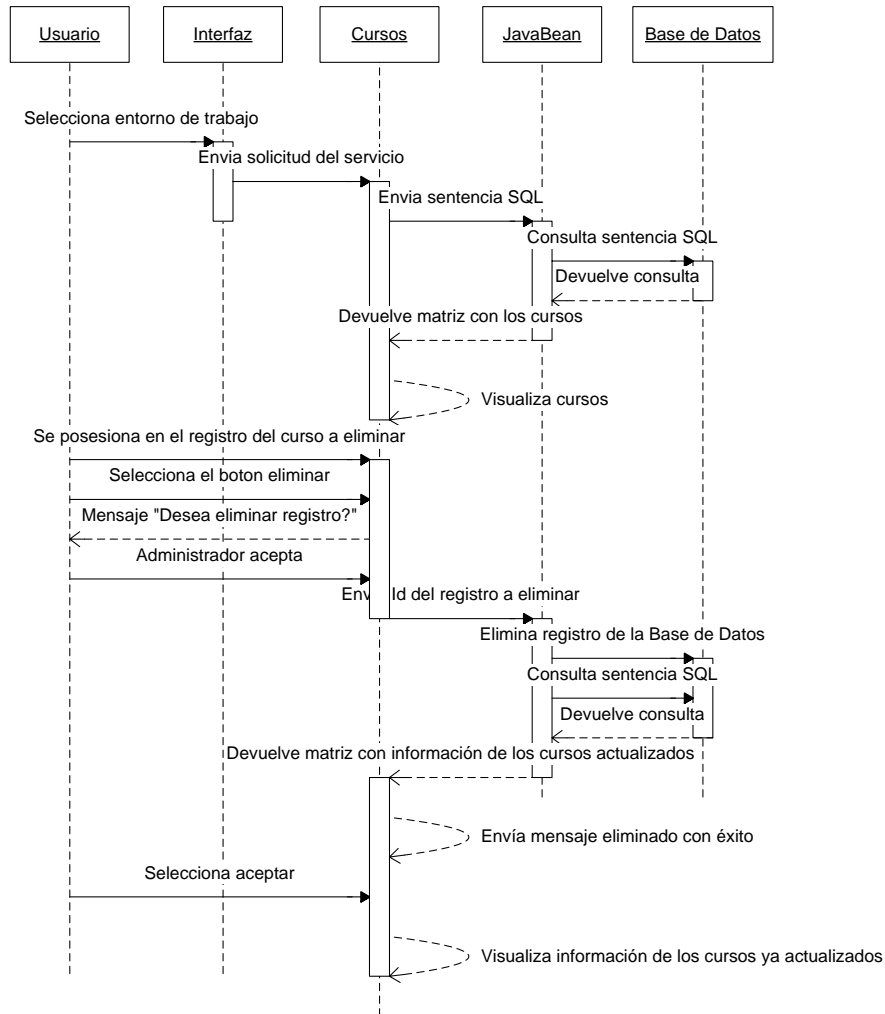 Usuario
Interfaz
Cursos
JavaBean
Base de Datos
Selecciona entorno de trabajo
Envia solicitud del servicio
Envia sentencia SQL
Consulta sentencia SQL
Devuelve consulta
Devuelve matriz con los cursos
Visualiza cursos
Se posesiona en el registro del curso a eliminar
Selecciona el boton eliminar
Mensaje "Desea eliminar registro?"
Administrador acepta
Id del registro a eliminar
Elimina registro de la Base de Datos
Consulta sentencia SQL
Devuelve consulta
Devuelve matriz con información de los cursos actualizados
Envía mensaje eliminado con éxito
Selecciona aceptar
Visualiza información de los cursos ya actualizados